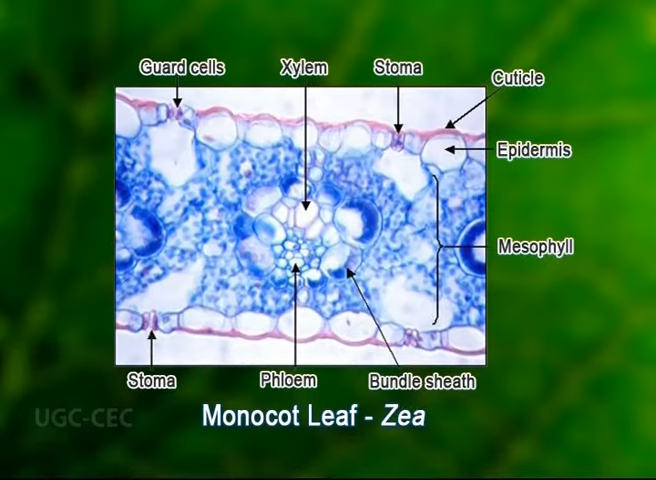 Guard cells
Xylem
Stoma
Cuticle
Epidermis
Mesophyll
Stoma
Phloem
Bundle sheath
UGC-CEC
Monocot Leaf - Zea